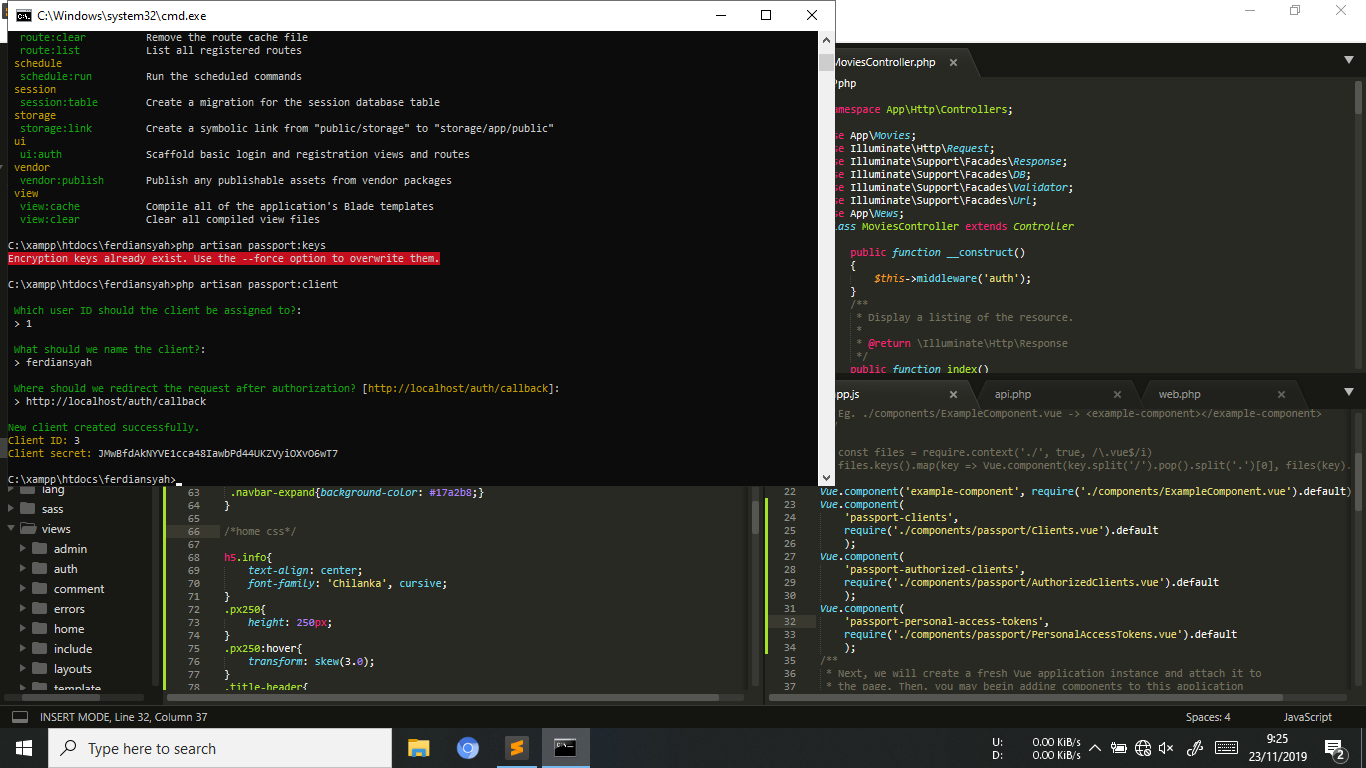 C:\Windows\system32\cmd.exe
route:clear Remove the route cache file
route:list List all registered routes
schedule
schedule:run Run the scheduled commands
session
session:table Create a migration for the session database table
storage
storage:link Create a symbolic link from "public/storage" to "storage/app/public"
ui
ui:auth Scaffold basic login and registration views and routes
vendor
vendor:publish Publish any publishable assets from vendor packages
view
view:cache Compile all of the application's Blade templates
view:clear Clear all compiled view files
C:\xampp\htdocs\ferdiansyah>php artisan passport:keys
Encryption keys already exist. Use the --force option to overwrite them.
C:\xampp\htdocs\ferdiansyah>php artisan passport:client
Which user ID should the client be assigned to?:
> 1
What should we name the client?:
> ferdiansyah
Where should we redirect the request after authorization? [http://localhost/auth/callback]:
> http://localhost/auth/callback
New client created successfully.
Client ID: 3
Client secret: JMwBfdAkNYVE1cca48IawbPd44UKZVyiOXvO6wT7
C:\xampp\htdocs\ferdiansyah>
MoviesController.php
?php
mespace App\Http\Controllers;
se App\Movies;
se Illuminate\Http\Request;
se Illuminate\Support\Facades\Response;
se Illuminate\Support\Facades\DB;
se Illuminate\Support\Facades\Validator;
se Illuminate\Support\Facades\Url;
se App\News;
ass MoviesController extends Controller
public function __construct()
{
$this->middleware('auth');
}
/**
* Display a listing of the resource.
*
* @return \Illuminate\Http\Response
*/
public function index()
pp.js api.php web.php
Eg. ./components/ExampleComponent.vue -> <example-component></example-component>
const files = require.context('./', true, /\.vue$/i)
files.keys().map(key => Vue.component(key.split('/').pop().split('.')[0], files(key).
22 Vue.component('example-component', require('./components/ExampleComponent.vue').default)
23 Vue.component(
24 'passport-clients',
25 require('./components/passport/Clients.vue').default
26 );
27 Vue.component(
28 'passport-authorized-clients',
29 require('./components/passport/AuthorizedClients.vue').default
30 );
31 Vue.component(
32 'passport-personal-access-tokens',
33 require('./components/passport/PersonalAccessTokens.vue').default
34 );
35 /**
36 * Next, we will create a fresh Vue application instance and attach it to
37 * the page. Then, you may begin adding components to this application
lang
sass
views
admin
auth
comment
errors
home
include
layouts
template
63 .navbar-expand{background-color: #17a2b8;}
64 }
65
66 /*home css*/
67
68 h5.info{
69 text-align: center;
70 font-family: 'Chilanka', cursive;
71 }
72 .px250{
73 height: 250px;
74 }
75 .px250:hover{
76 transform: skew(3.0);
77 }
78 .title-header{
INSERT MODE, Line 32, Column 37
Spaces: 4
JavaScript
Type here to search
U: 0.00 KiB/s
D: 0.00 KiB/s
9:25
23/11/2019
2